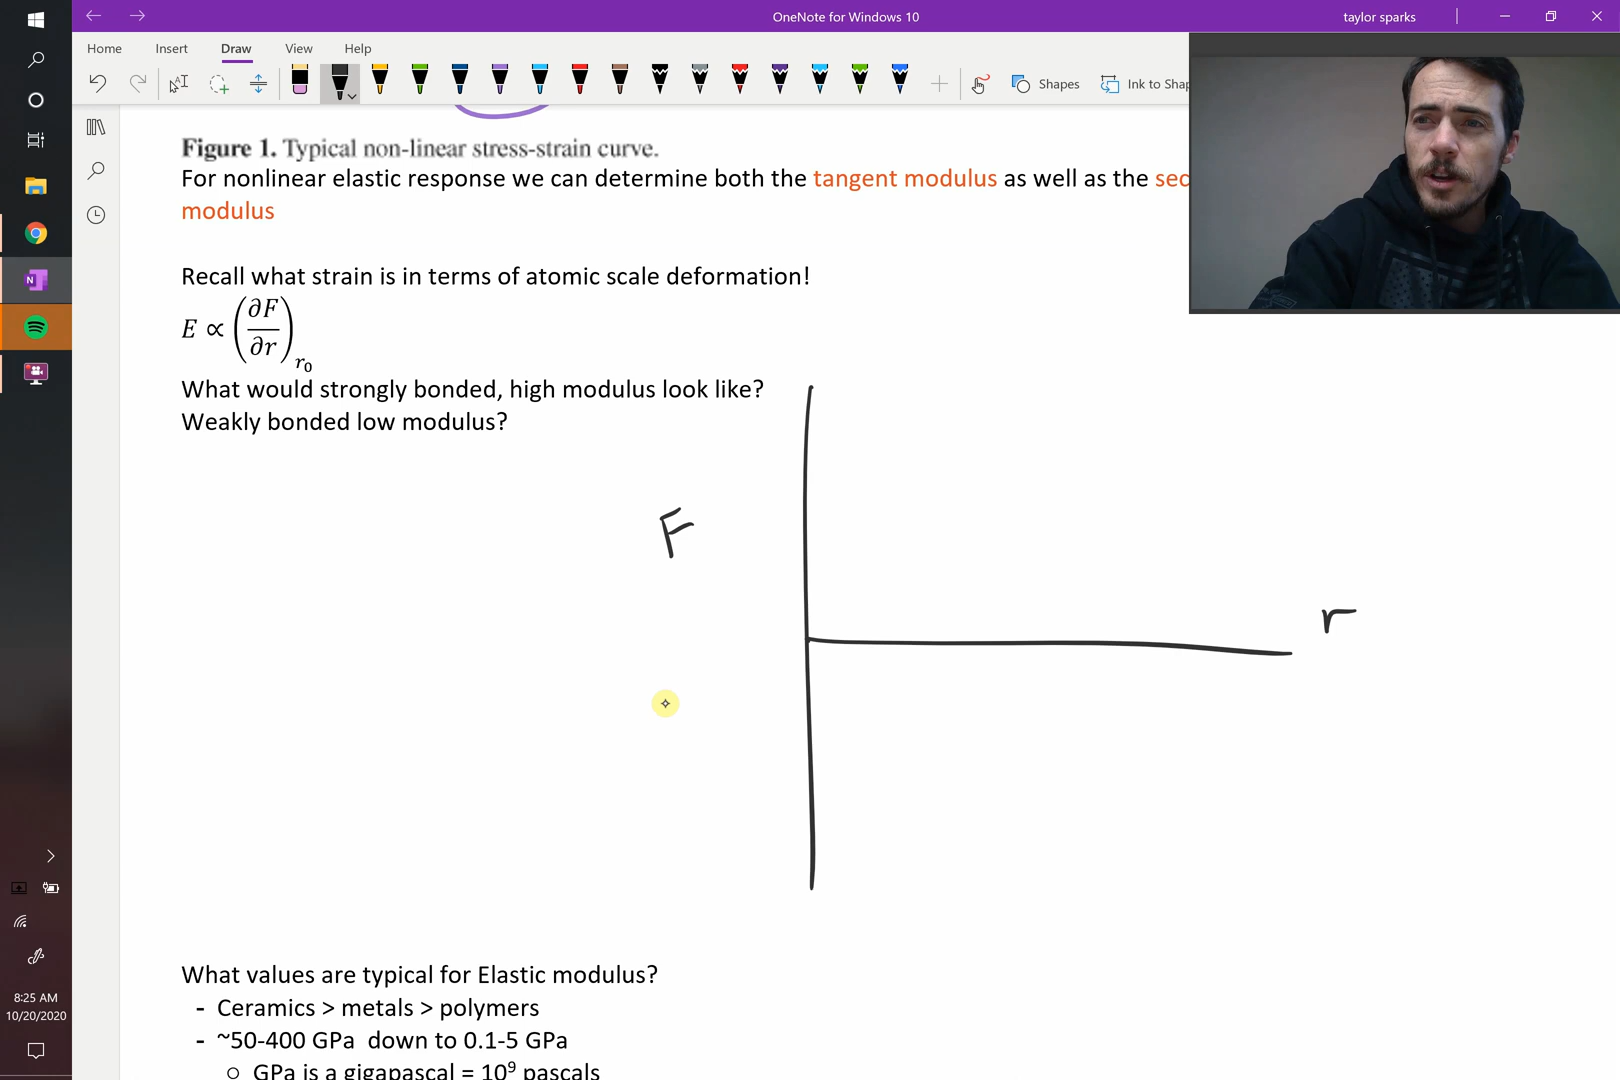 OneNote for Windows 10
taylor sparks
Home Insert Draw View Help
Shapes
Ink to Shap
Figure 1. Typical non-linear stress-strain curve.
For nonlinear elastic response we can determine both the tangent modulus as well as the sec
modulus
Recall what strain is in terms of atomic scale deformation!
E ∝ (∂F/∂r)r₀
What would strongly bonded, high modulus look like?
Weakly bonded low modulus?
F
r
What values are typical for Elastic modulus?
- Ceramics > metals > polymers
- ~50-400 GPa down to 0.1-5 GPa
○ GPa is a gigapascal = 10⁹ pascals
8:25 AM
10/20/2020